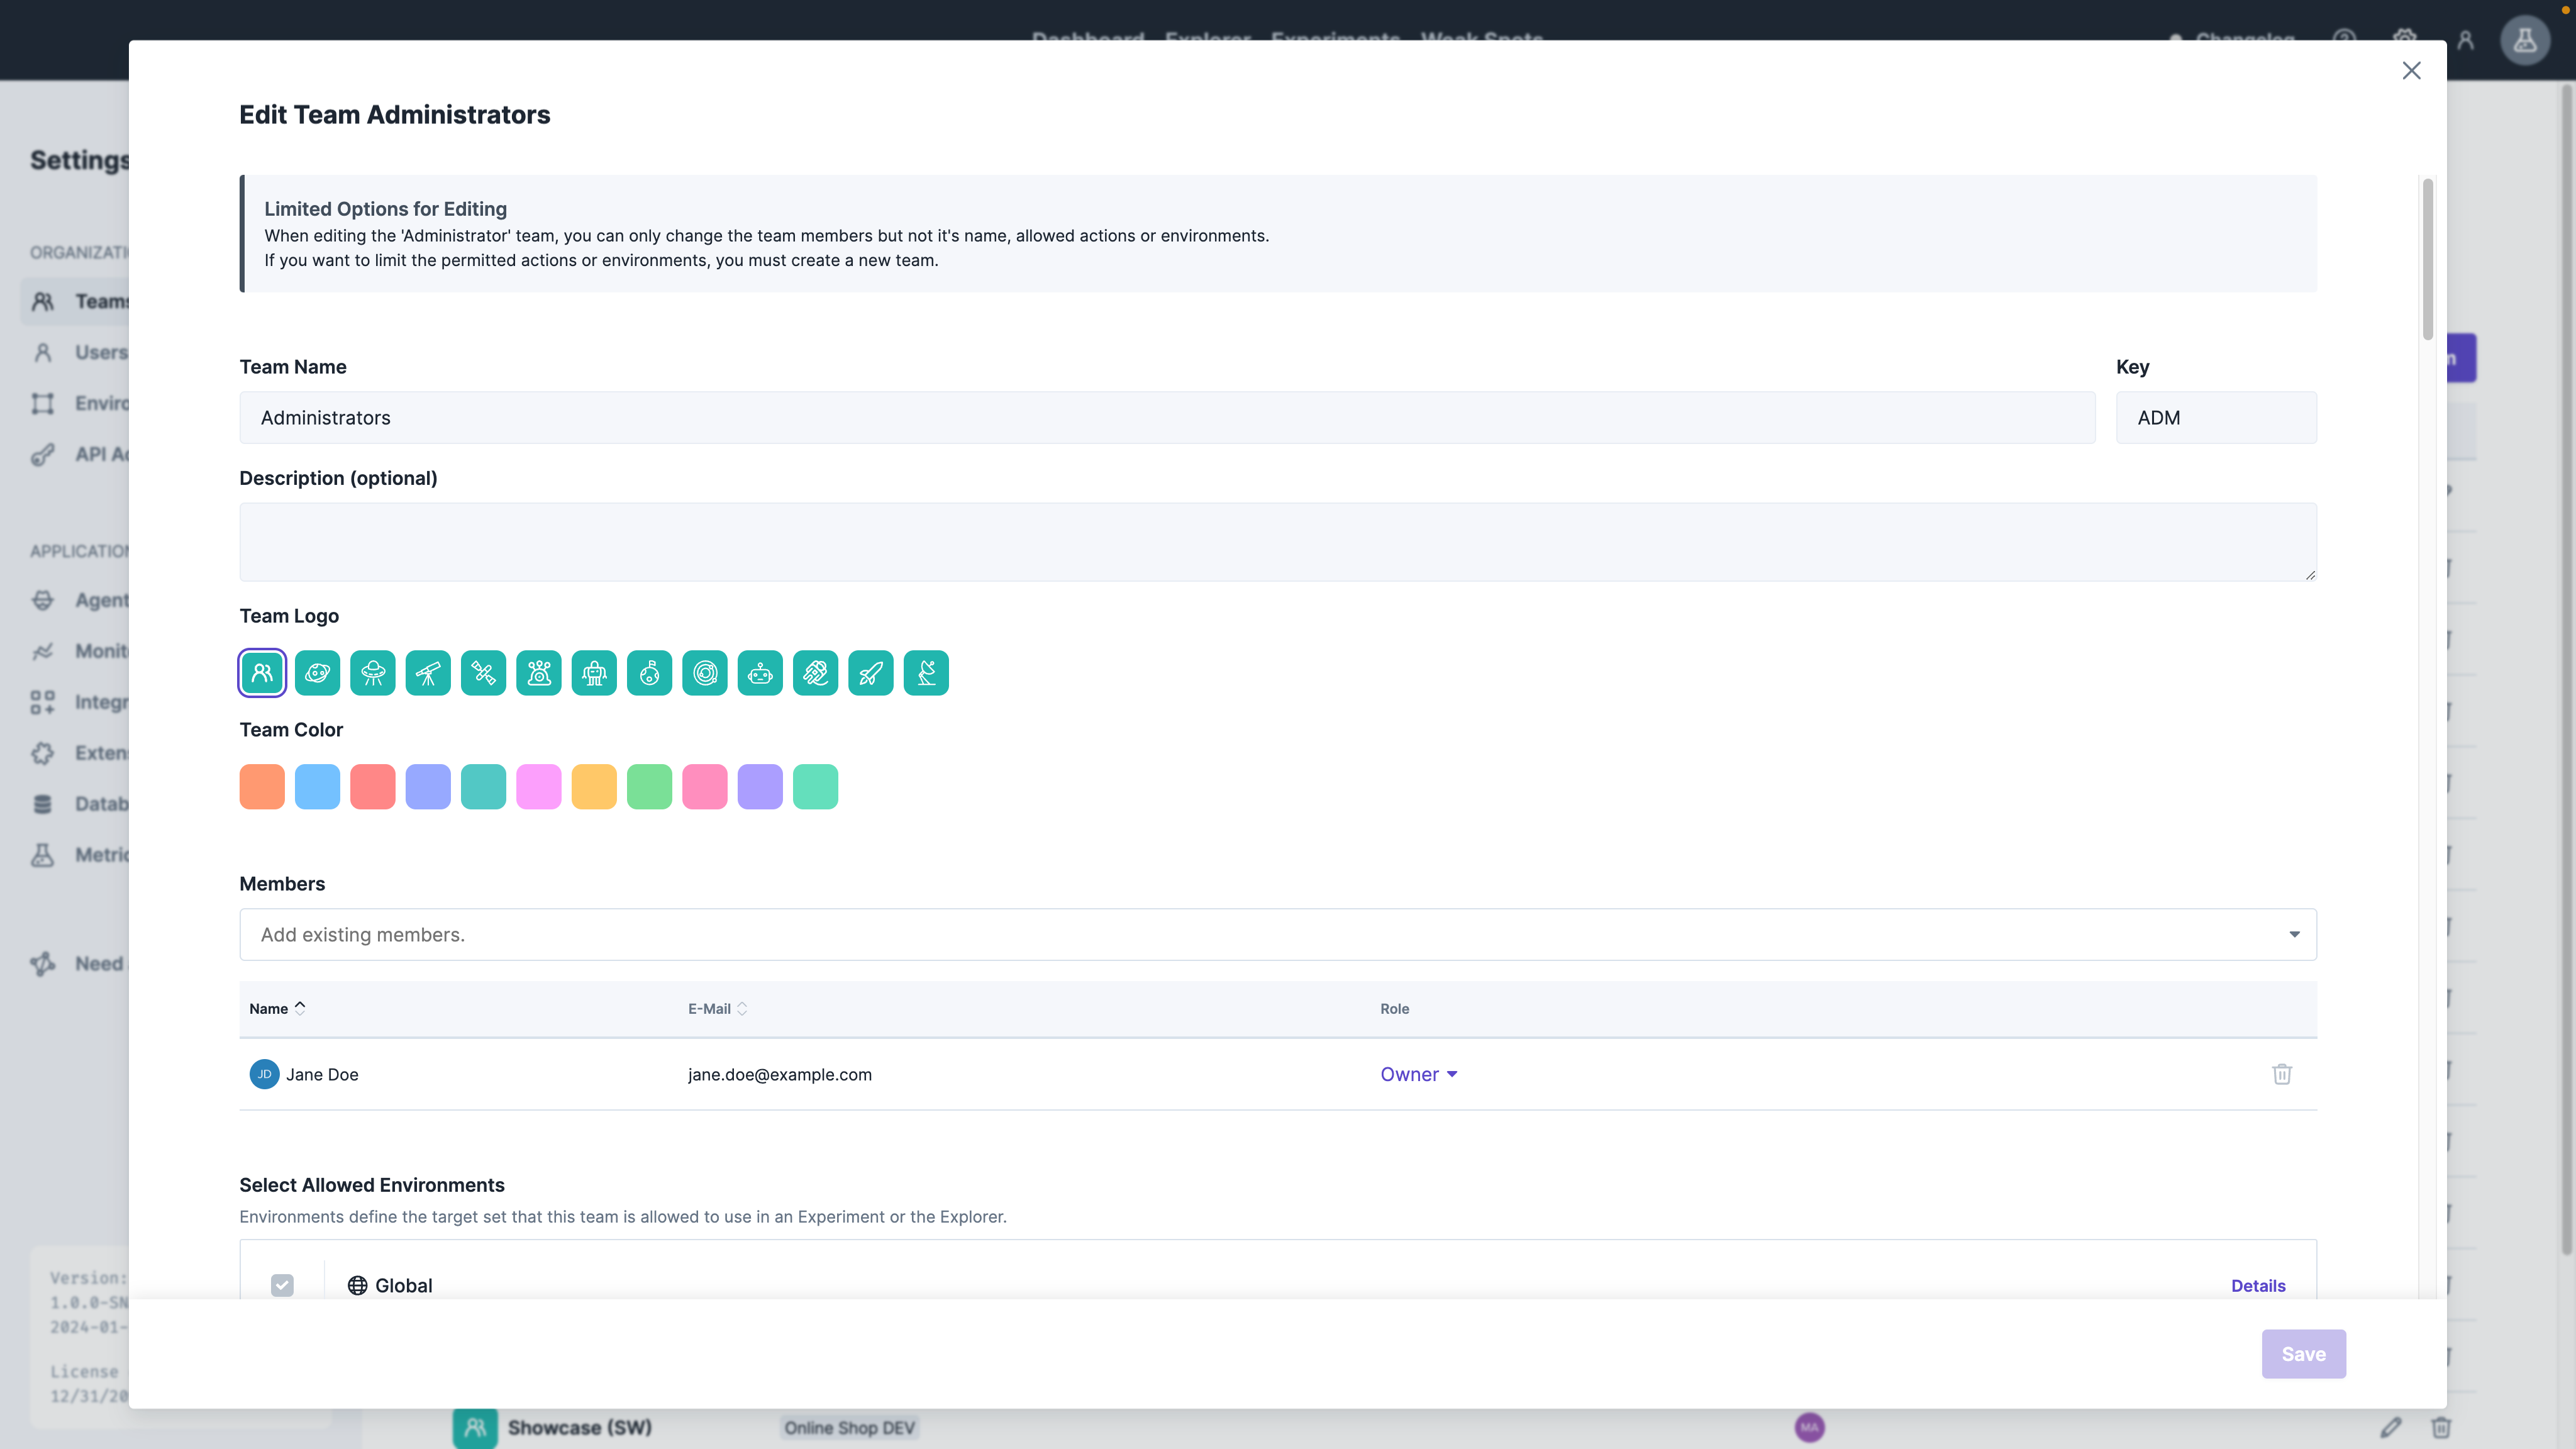 Dashboard Explorer Experiments Weak Spots
Changelog
Settings
ORGANIZATI
Teams
Users
Enviro
API Ac
APPLICATION
Agent
Monit
Integr
Exten
Datab
Metric
Need
Version:
1.0.0-SN
2024-01-
License
12/31/20
Edit Team Administrators
Limited Options for Editing
When editing the 'Administrator' team, you can only change the team members but not it's name, allowed actions or environments.
If you want to limit the permitted actions or environments, you must create a new team.
Team Name
Key
Administrators
ADM
Description (optional)
Team Logo
Team Color
Members
Add existing members.
Name E-Mail Role
JD Jane Doe jane.doe@example.com Owner
Select Allowed Environments
Environments define the target set that this team is allowed to use in an Experiment or the Explorer.
Global Details
Save
Showcase (SW) Online Shop DEV MA